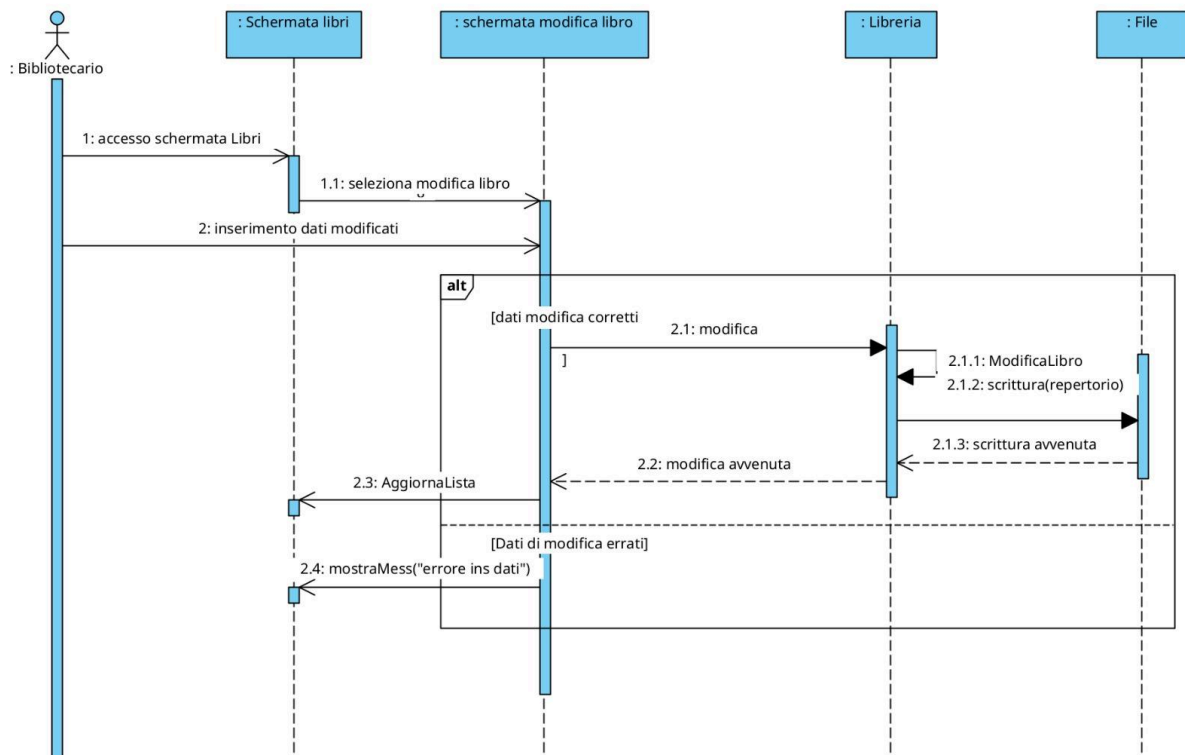 : Schermata libri
: schermata modifica libro
: Libreria
: File
: Bibliotecario
1: accesso schermata Libri
1.1: seleziona modifica libro
2: inserimento dati modificati
alt
[dati modifica corretti
]
2.1: modifica
2.1.1: ModificaLibro
2.1.2: scrittura(repertorio)
2.1.3: scrittura avvenuta
2.2: modifica avvenuta
2.3: AggiornaLista
[Dati di modifica errati]
2.4: mostraMess("errore ins dati")